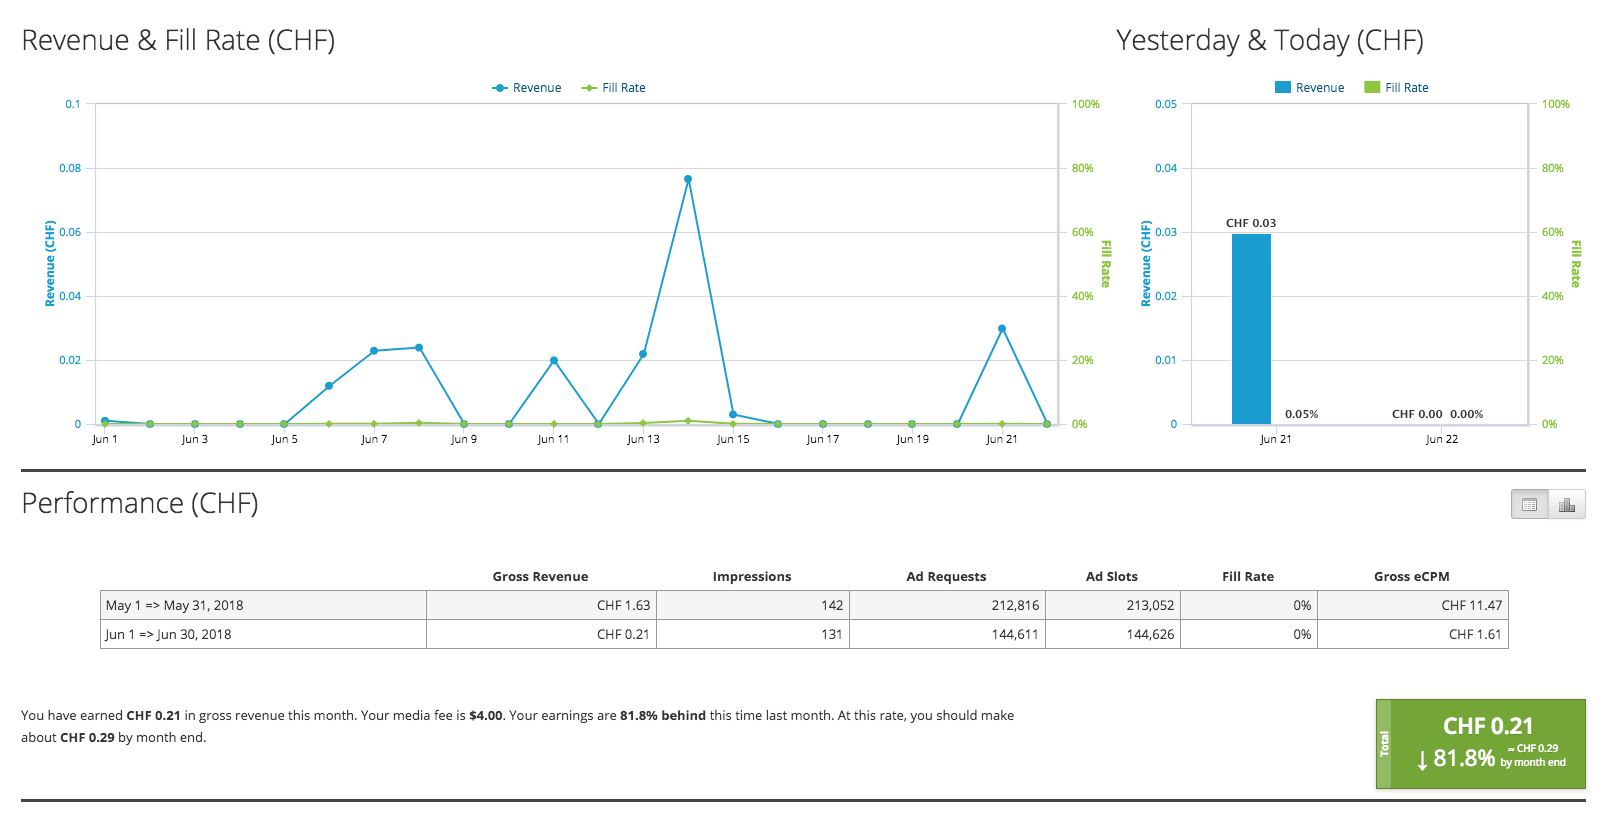 Revenue & Fill Rate (CHF)
Revenue Fill Rate
0.1
0.08
0.06
0.04
0.02
0
Revenue (CHF)
100%
80%
60%
40%
20%
0%
Fill Rate
Jun 1 Jun 3 Jun 5 Jun 7 Jun 9 Jun 11 Jun 13 Jun 15 Jun 17 Jun 19 Jun 21
Yesterday & Today (CHF)
Revenue Fill Rate
0.05
0.04
0.03
0.02
0.01
0
Revenue (CHF)
CHF 0.03
0.05%
CHF 0.00 0.00%
100%
80%
60%
40%
20%
0%
Fill Rate
Jun 21 Jun 22
Performance (CHF)
Gross Revenue Impressions Ad Requests Ad Slots Fill Rate Gross eCPM
May 1 => May 31, 2018 CHF 1.63 142 212,816 213,052 0% CHF 11.47
Jun 1 => Jun 30, 2018 CHF 0.21 131 144,611 144,626 0% CHF 1.61
You have earned CHF 0.21 in gross revenue this month. Your media fee is $4.00. Your earnings are 81.8% behind this time last month. At this rate, you should make
about CHF 0.29 by month end.
Total
CHF 0.21
↓ 81.8% ≈ CHF 0.29
by month end